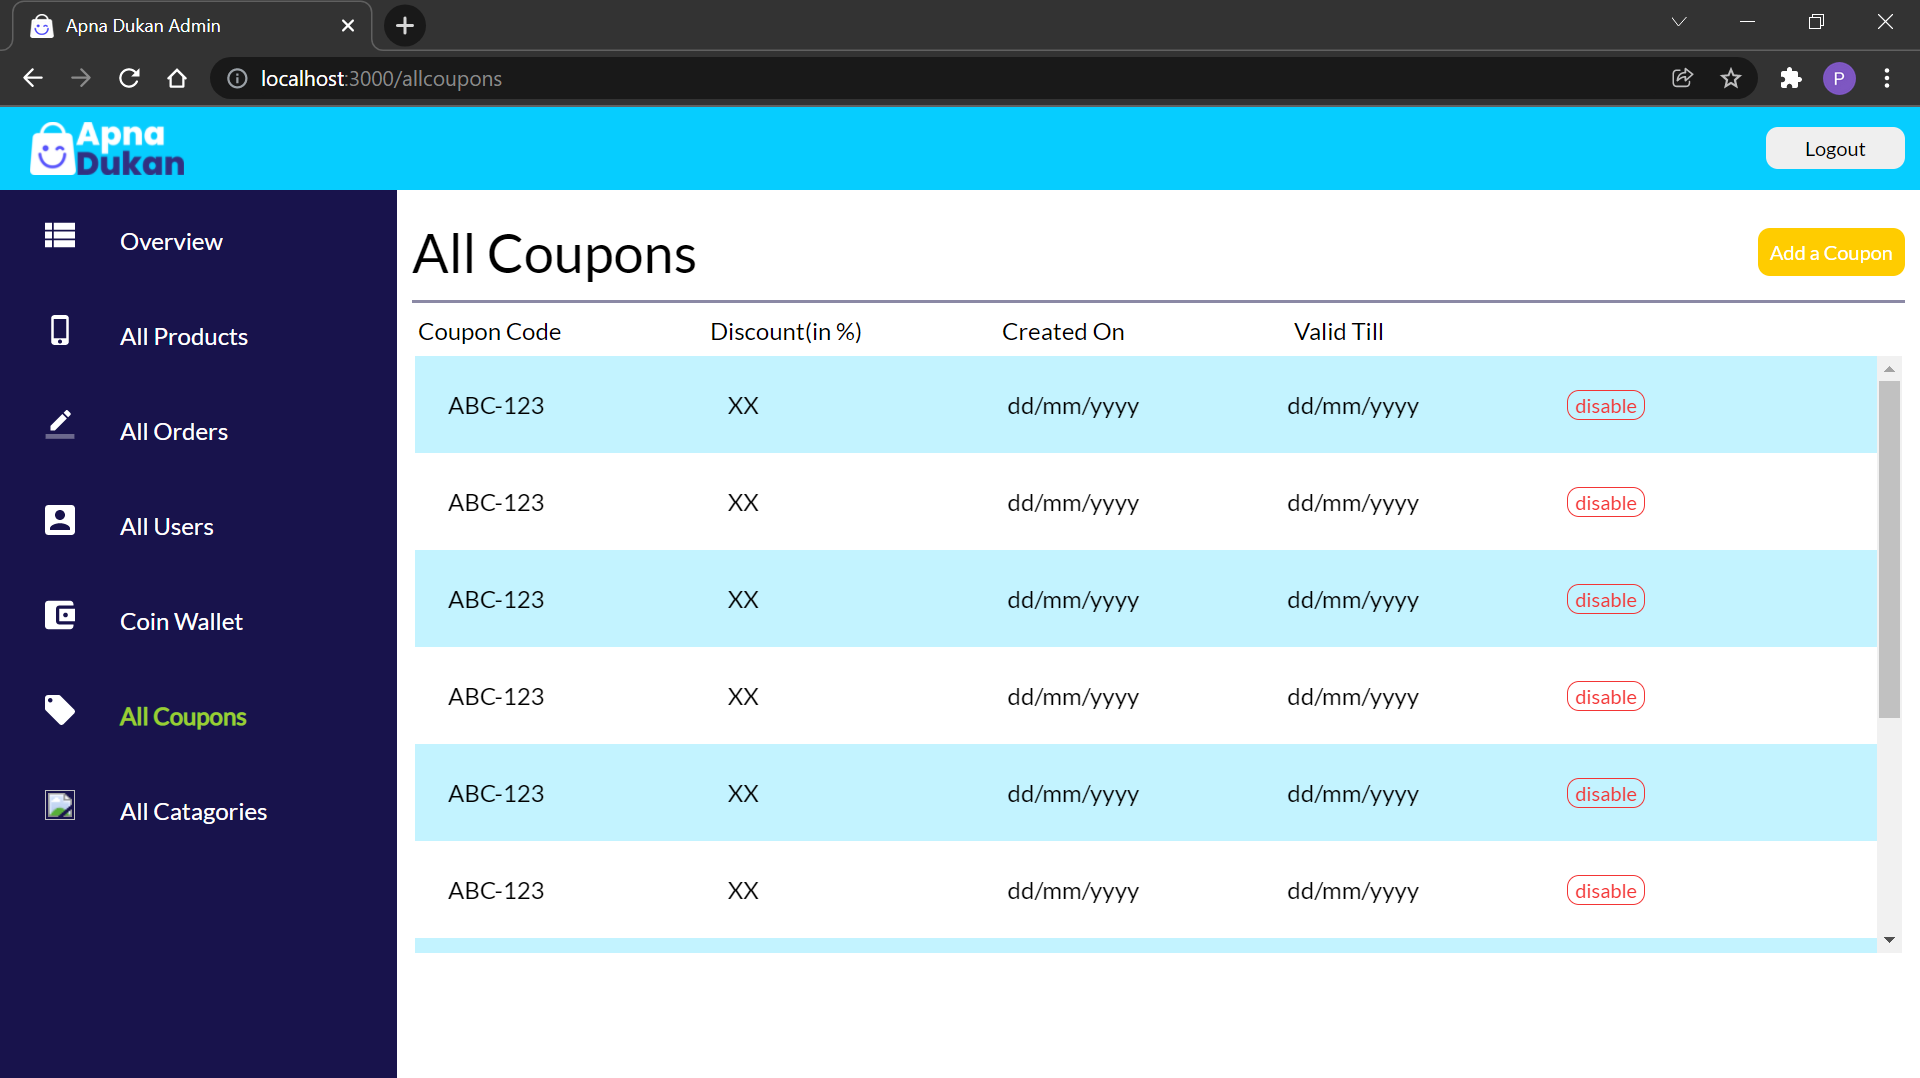 Apna Dukan Admin
localhost:3000/allcoupons
P
Apna
Dukan
Logout
Overview
All Products
All Orders
All Users
Coin Wallet
All Coupons
All Catagories
All Coupons
Add a Coupon
Coupon Code Discount(in %) Created On Valid Till
ABC-123 XX dd/mm/yyyy dd/mm/yyyy disable
ABC-123 XX dd/mm/yyyy dd/mm/yyyy disable
ABC-123 XX dd/mm/yyyy dd/mm/yyyy disable
ABC-123 XX dd/mm/yyyy dd/mm/yyyy disable
ABC-123 XX dd/mm/yyyy dd/mm/yyyy disable
ABC-123 XX dd/mm/yyyy dd/mm/yyyy disable